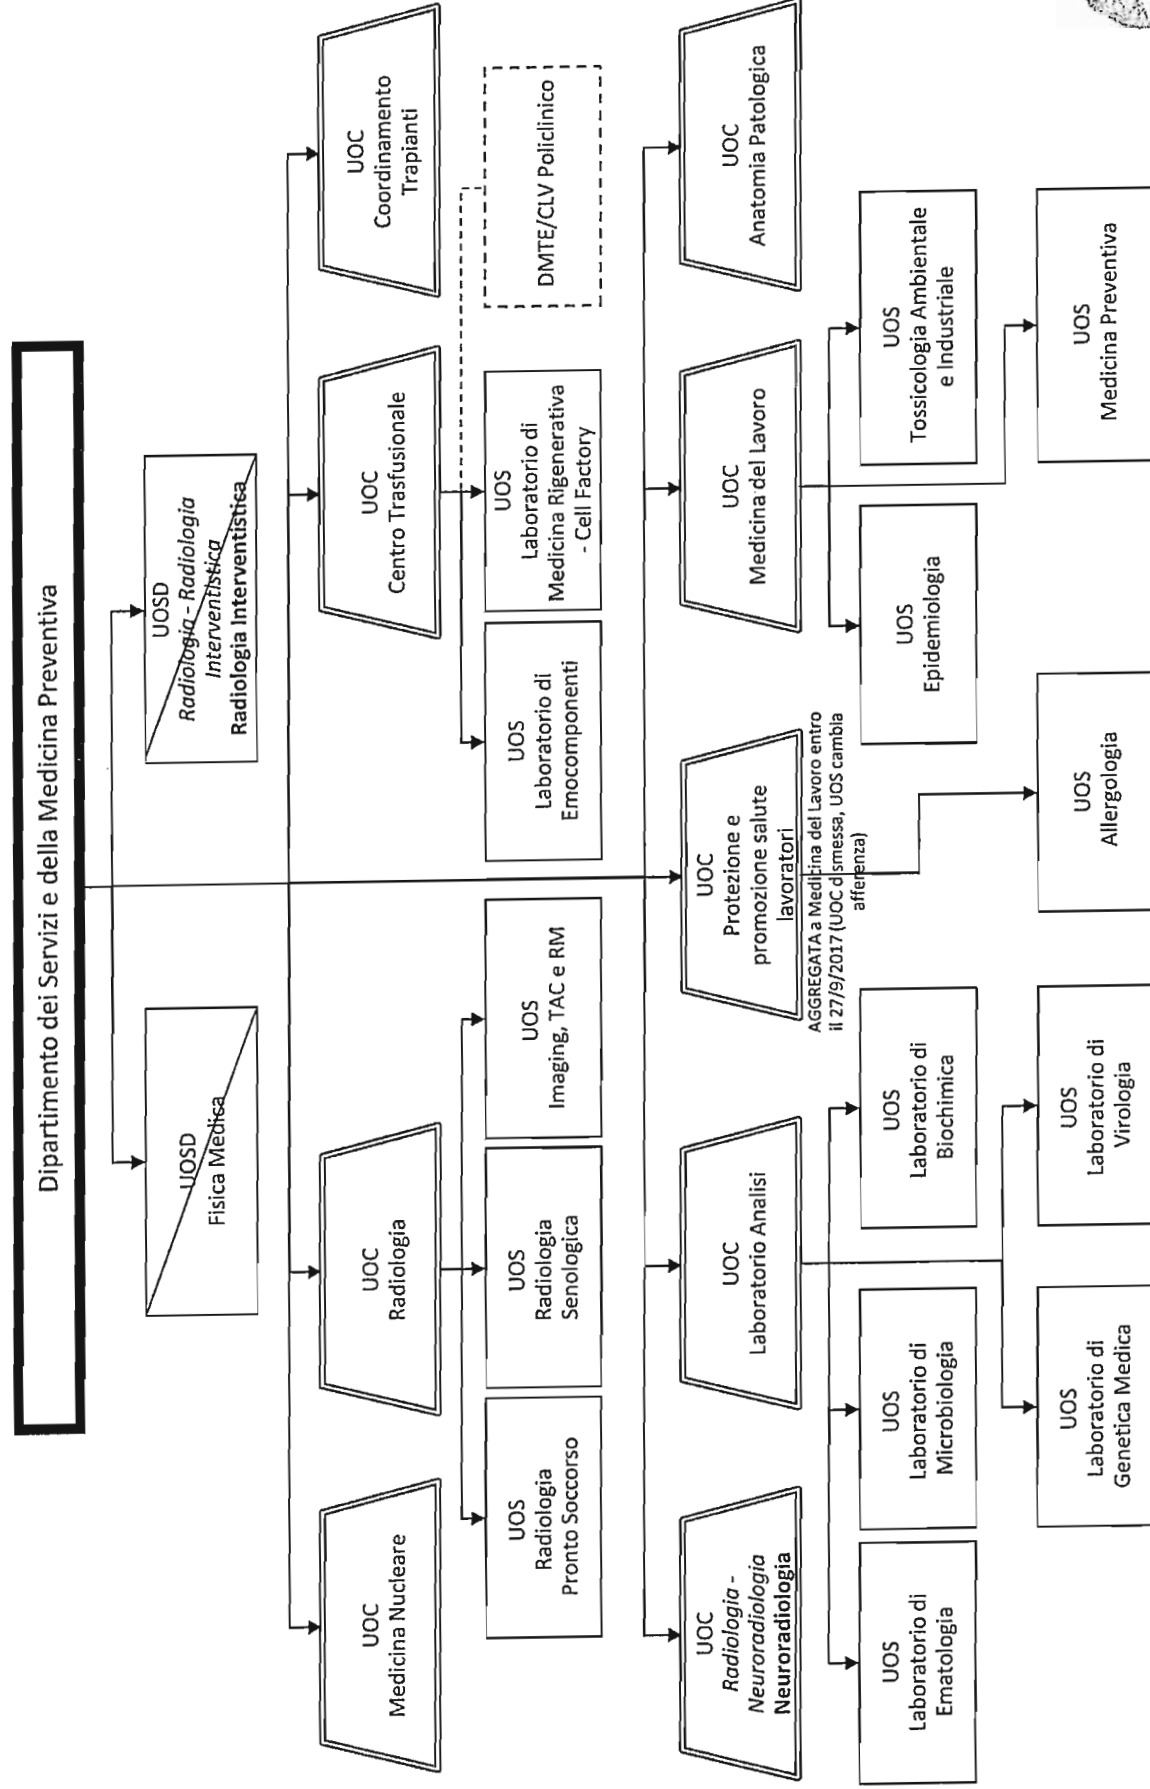 Dipartimento dei Servizi e della Medicina Preventiva
UOSD
Fisica Medica
UOSD
Radiologia - Radiologia
Interventistica
Radiologia Interventistica
UOC
Medicina Nucleare
UOC
Radiologia
UOC
Centro Trasfusionale
UOC
Coordinamento
Trapianti
UOS
Radiologia
Pronto Soccorso
UOS
Radiologia
Senologica
UOS
Imaging, TAC e RM
UOS
Laboratorio di
Emocomponenti
UOS
Laboratorio di
Medicina Rigenerativa
- Cell Factory
DMTE/CLV Policlinico
UOC
Radiologia -
Neuroradiologia
Neuroradiologia
UOC
Laboratorio Analisi
UOC
Protezione e
promozione salute
lavoratori
AGGREGATA a Medicina del Lavoro entro
il 27/9/2017 (UOC dismessa, UOS cambia
afferenza)
UOC
Medicina del Lavoro
UOC
Anatomia Patologica
UOS
Laboratorio di
Ematologia
UOS
Laboratorio di
Microbiologia
UOS
Laboratorio di
Biochimica
UOS
Epidemiologia
UOS
Tossicologia Ambientale
e Industriale
UOS
Laboratorio di
Genetica Medica
UOS
Laboratorio di
Virologia
UOS
Allergologia
UOS
Medicina Preventiva